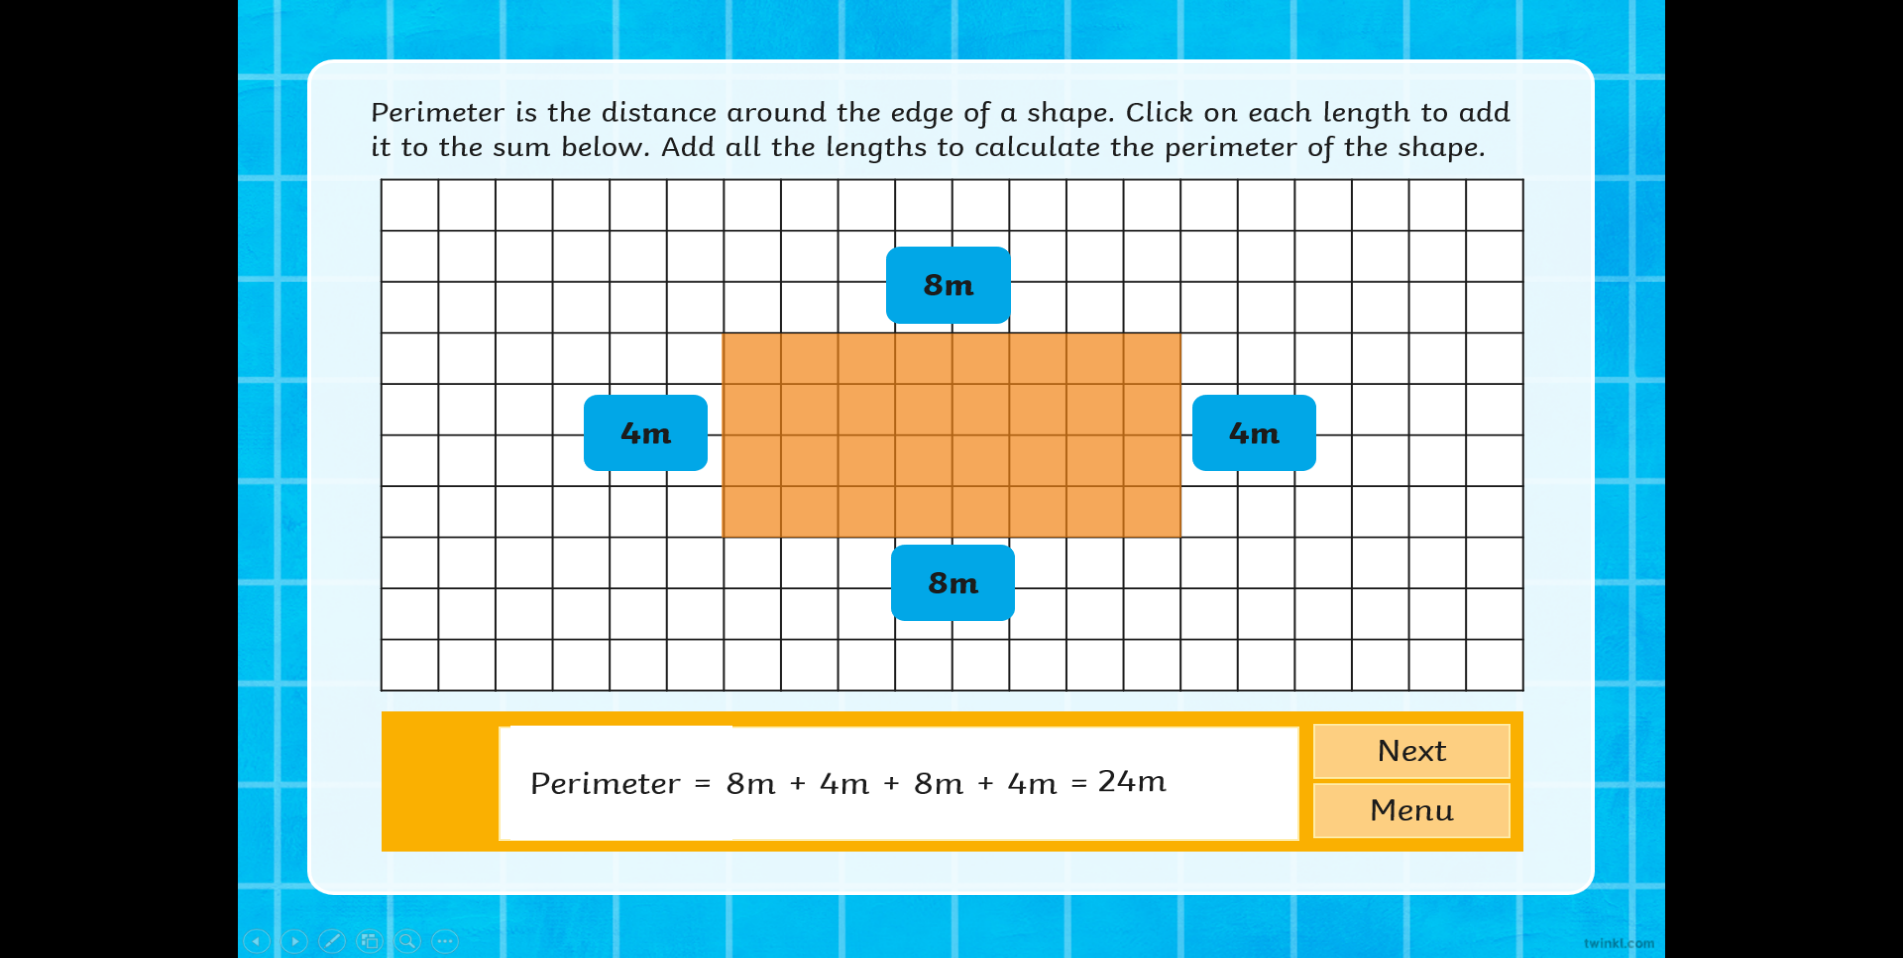 Perimeter is the distance around the edge of a shape. Click on each length to add
it to the sum below. Add all the lengths to calculate the perimeter of the shape.
8m
4m
4m
8m
Perimeter = 8m + 4m + 8m + 4m = 24m
Next
Menu
twinkl.com